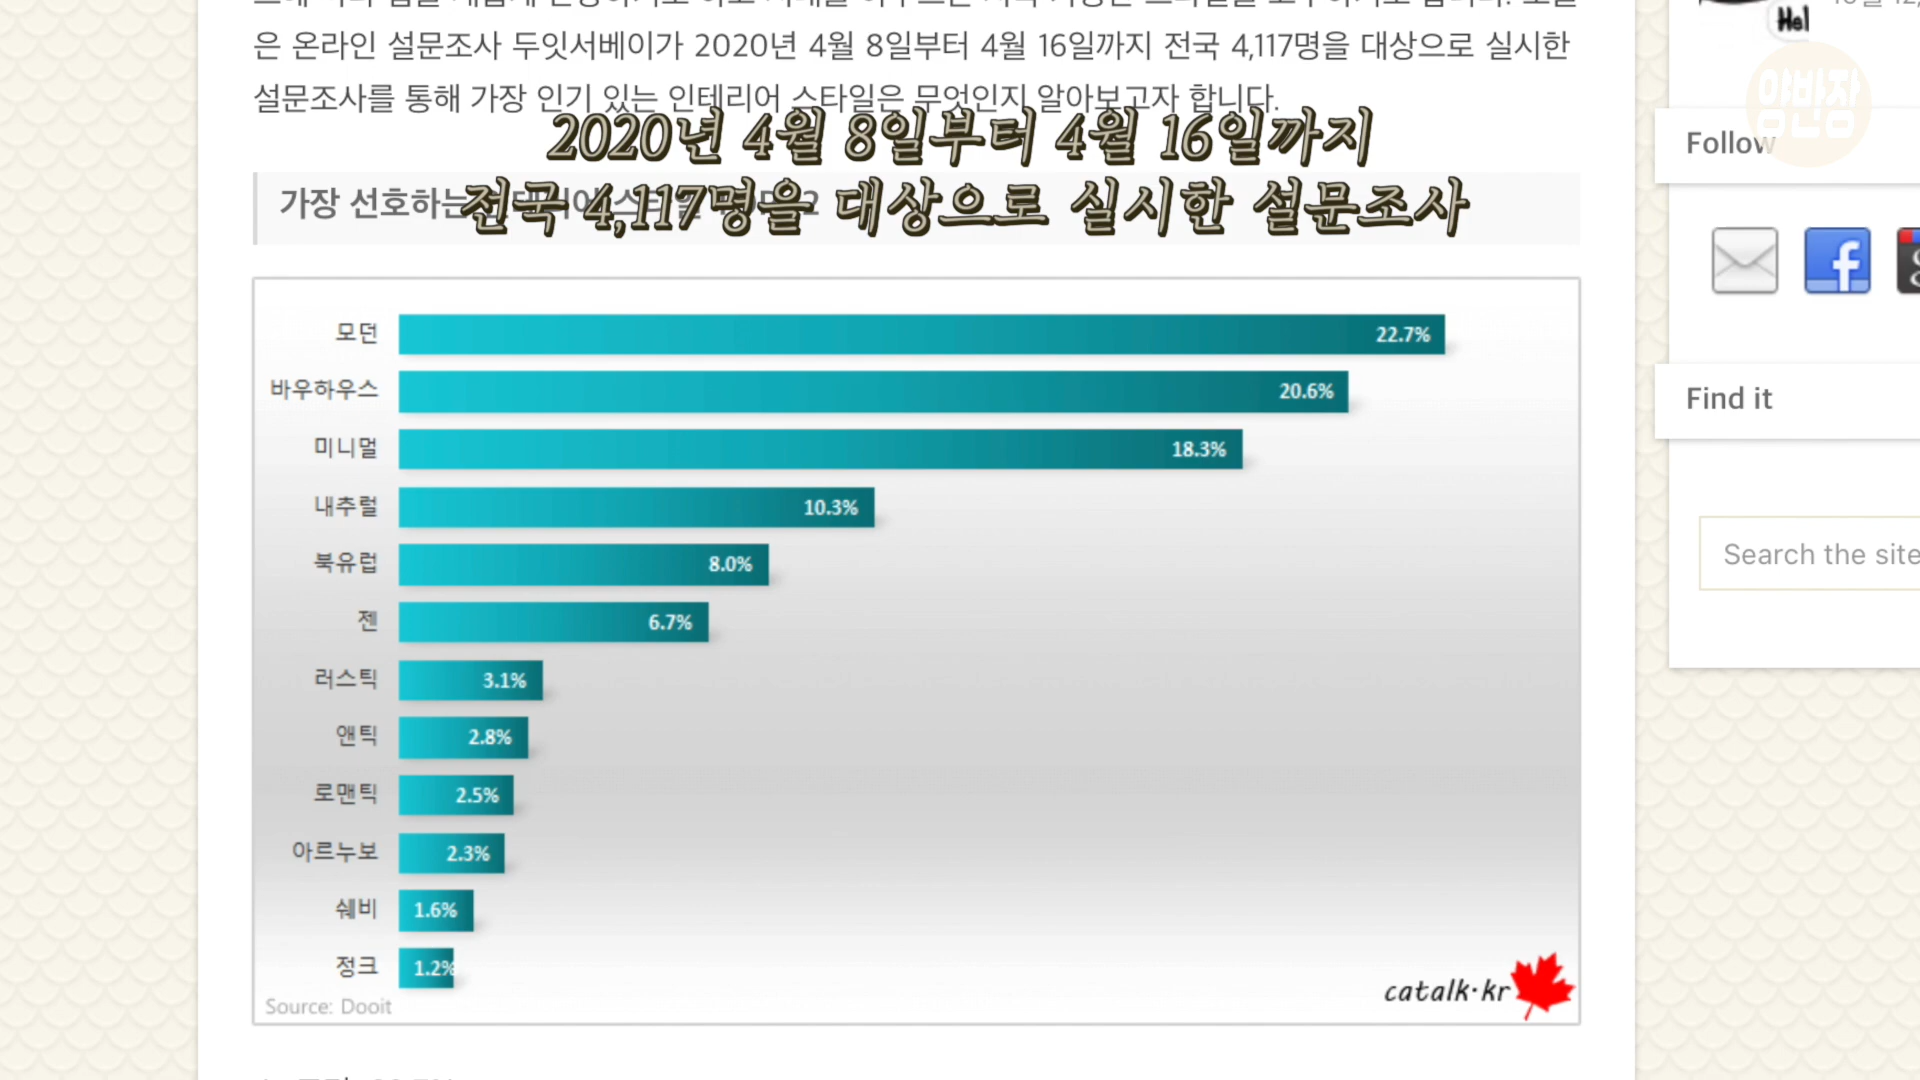 은 온라인 설문조사 두잇서베이가 2020년 4월 8일부터 4월 16일까지 전국 4,117명을 대상으로 실시한
설문조사를 통해 가장 인기 있는 인테리어 스타일은 무엇인지 알아보고자 합니다.
2020년 4월 8일부터 4월 16일까지
전국 4,117명을 대상으로 실시한 설문조사
가장 선호하는
모던 22.7%
바우하우스 20.6%
미니멀 18.3%
내추럴 10.3%
북유럽 8.0%
젠 6.7%
러스틱 3.1%
앤틱 2.8%
로맨틱 2.5%
아르누보 2.3%
쉐비 1.6%
정크 1.2%
Source: Dooit
catalk·kr
He!
양반장
Follow
Find it
Search the site